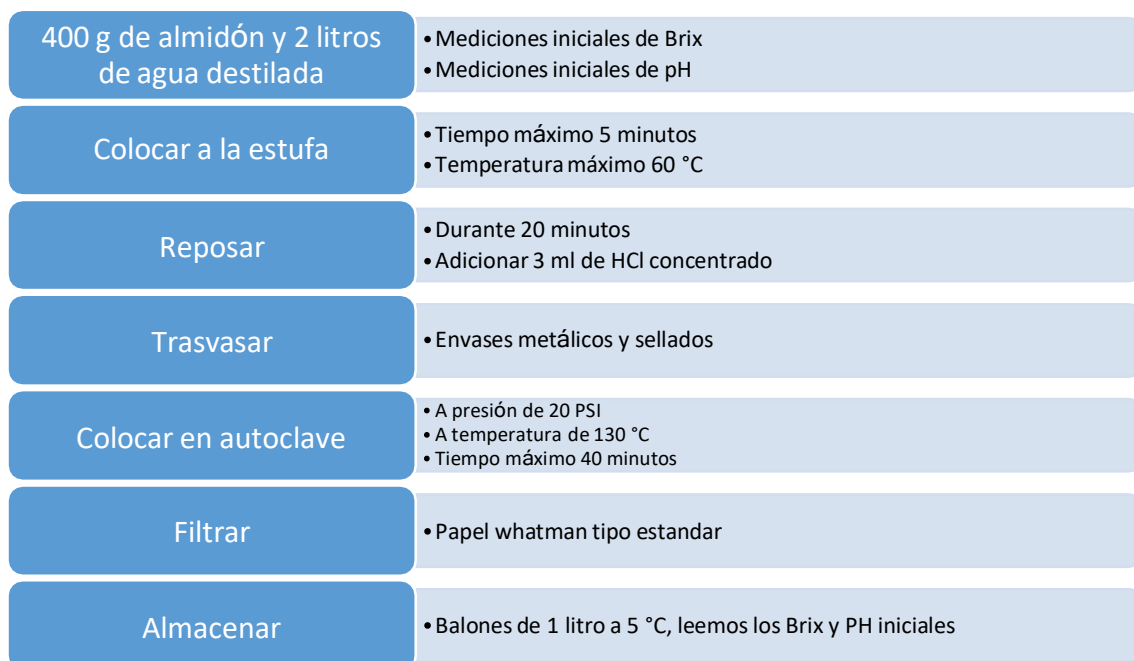 400 g de almidón y 2 litros
de agua destilada
• Mediciones iniciales de Brix
• Mediciones iniciales de pH
Colocar a la estufa
• Tiempo máximo 5 minutos
• Temperatura máximo 60 °C
Reposar
• Durante 20 minutos
• Adicionar 3 ml de HCl concentrado
Trasvasar
• Envases metálicos y sellados
Colocar en autoclave
• A presión de 20 PSI
• A temperatura de 130 °C
• Tiempo máximo 40 minutos
Filtrar
• Papel whatman tipo estandar
Almacenar
• Balones de 1 litro a 5 °C, leemos los Brix y PH iniciales